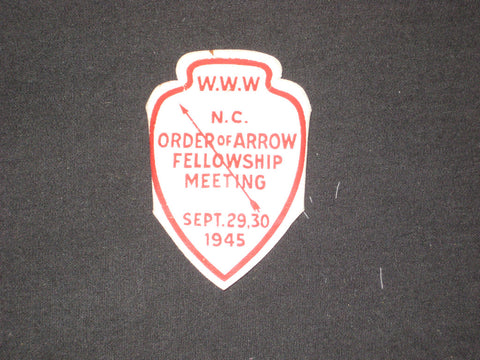 W.W.W
N.C.
ORDER OF ARROW
FELLOWSHIP
MEETING
SEPT. 29,30
1945